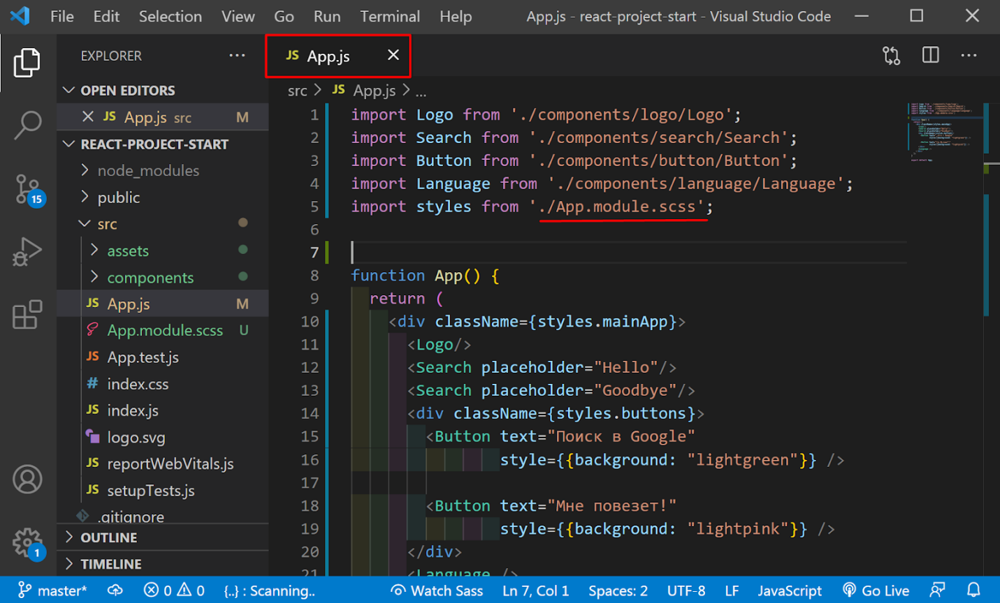 File Edit Selection View Go Run Terminal Help App.js - react-project-start - Visual Studio Code
EXPLORER ...
JS App.js
OPEN EDITORS
JS App.js src M
REACT-PROJECT-START
node_modules
public
src
assets
components
JS App.js M
App.module.scss U
JS App.test.js
# index.css
JS index.js
logo.svg
JS reportWebVitals.js
JS setupTests.js
.gitignore
OUTLINE
TIMELINE
15
1
src > JS App.js > ...
1 import Logo from './components/logo/Logo';
2 import Search from './components/search/Search';
3 import Button from './components/button/Button';
4 import Language from './components/language/Language';
5 import styles from './App.module.scss';
6
7
8 function App() {
9 return (
10 <div className={styles.mainApp}>
11 <Logo/>
12 <Search placeholder="Hello"/>
13 <Search placeholder="Goodbye"/>
14 <div className={styles.buttons}>
15 <Button text="Поиск в Google"
16 style={{background: "lightgreen"}} />
17
18 <Button text="Мне повезет!"
19 style={{background: "lightpink"}} />
20 </div>
21 <Language />
master* 0 0 {..} : Scanning.. Watch Sass Ln 7, Col 1 Spaces: 2 UTF-8 LF JavaScript Go Live